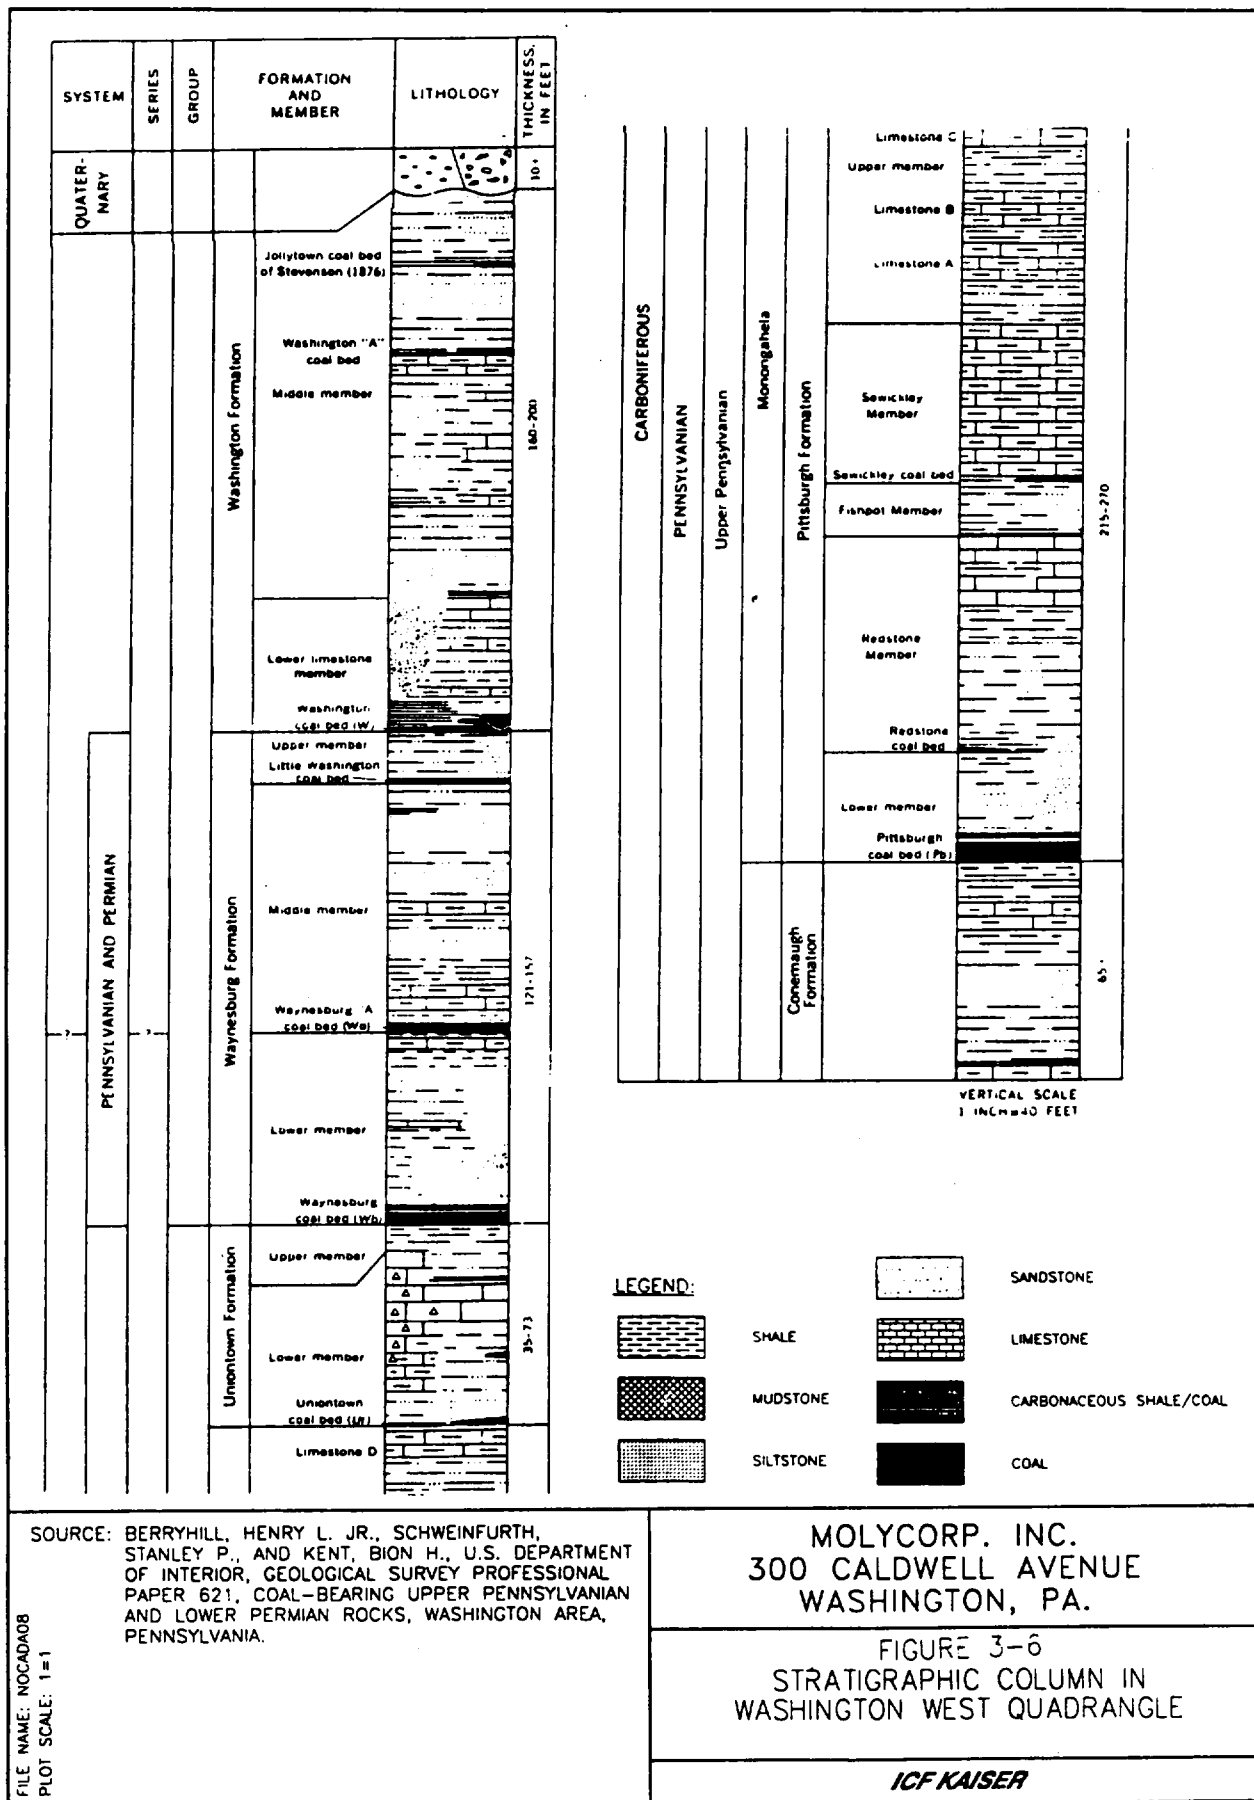 SYSTEM
SERIES
GROUP
FORMATION
AND
MEMBER
LITHOLOGY
THICKNESS,
IN FEET
QUATER-
NARY
10+
Jollytown coal bed
of Stevenson (1876)
Washington "A"
coal bed
Middle member
Washington Formation
160-200
Lower limestone
member
Washington
coal bed (W)
Upper member
Little Washington
coal bed
PENNSYLVANIAN AND PERMIAN
Waynesburg Formation
Middle member
121-157
Waynesburg "A"
coal bed (Wa)
?
?
Lower member
Waynesburg
coal bed (Wb)
Uniontown Formation
Upper member
35-73
Lower member
Uniontown
coal bed (Ut)
Limestone D
Limestone C
Upper member
Limestone B
Limestone A
CARBONIFEROUS
PENNSYLVANIAN
Upper Pennsylvanian
Monongahela
Pittsburgh Formation
Sewickley
Member
Sewickley coal bed
Fishpot Member
215-270
Redstone
Member
Redstone
coal bed
Lower member
Pittsburgh
coal bed (Pb)
Conemaugh
Formation
65+
VERTICAL SCALE
1 INCH=40 FEET
LEGEND:
SHALE
MUDSTONE
SILTSTONE
SANDSTONE
LIMESTONE
CARBONACEOUS SHALE/COAL
COAL
SOURCE: BERRYHILL, HENRY L. JR., SCHWEINFURTH,
STANLEY P., AND KENT, BION H., U.S. DEPARTMENT
OF INTERIOR, GEOLOGICAL SURVEY PROFESSIONAL
PAPER 621, COAL-BEARING UPPER PENNSYLVANIAN
AND LOWER PERMIAN ROCKS, WASHINGTON AREA,
PENNSYLVANIA.
FILE NAME: NOCADA08
PLOT SCALE: 1=1
MOLYCORP. INC.
300 CALDWELL AVENUE
WASHINGTON, PA.
FIGURE 3-6
STRATIGRAPHIC COLUMN IN
WASHINGTON WEST QUADRANGLE
ICF KAISER